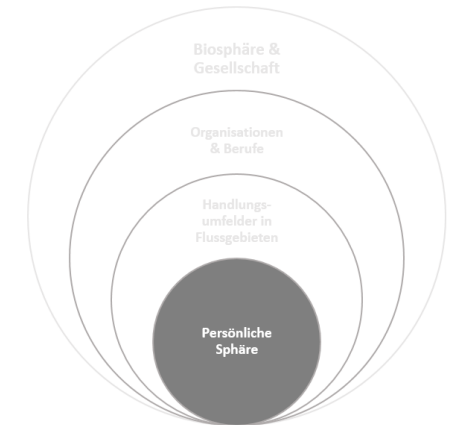 Biosphäre &
Gesellschaft
Organisationen
& Berufe
Handlungs-
umfelder in
Flussgebieten
Persönliche
Sphäre